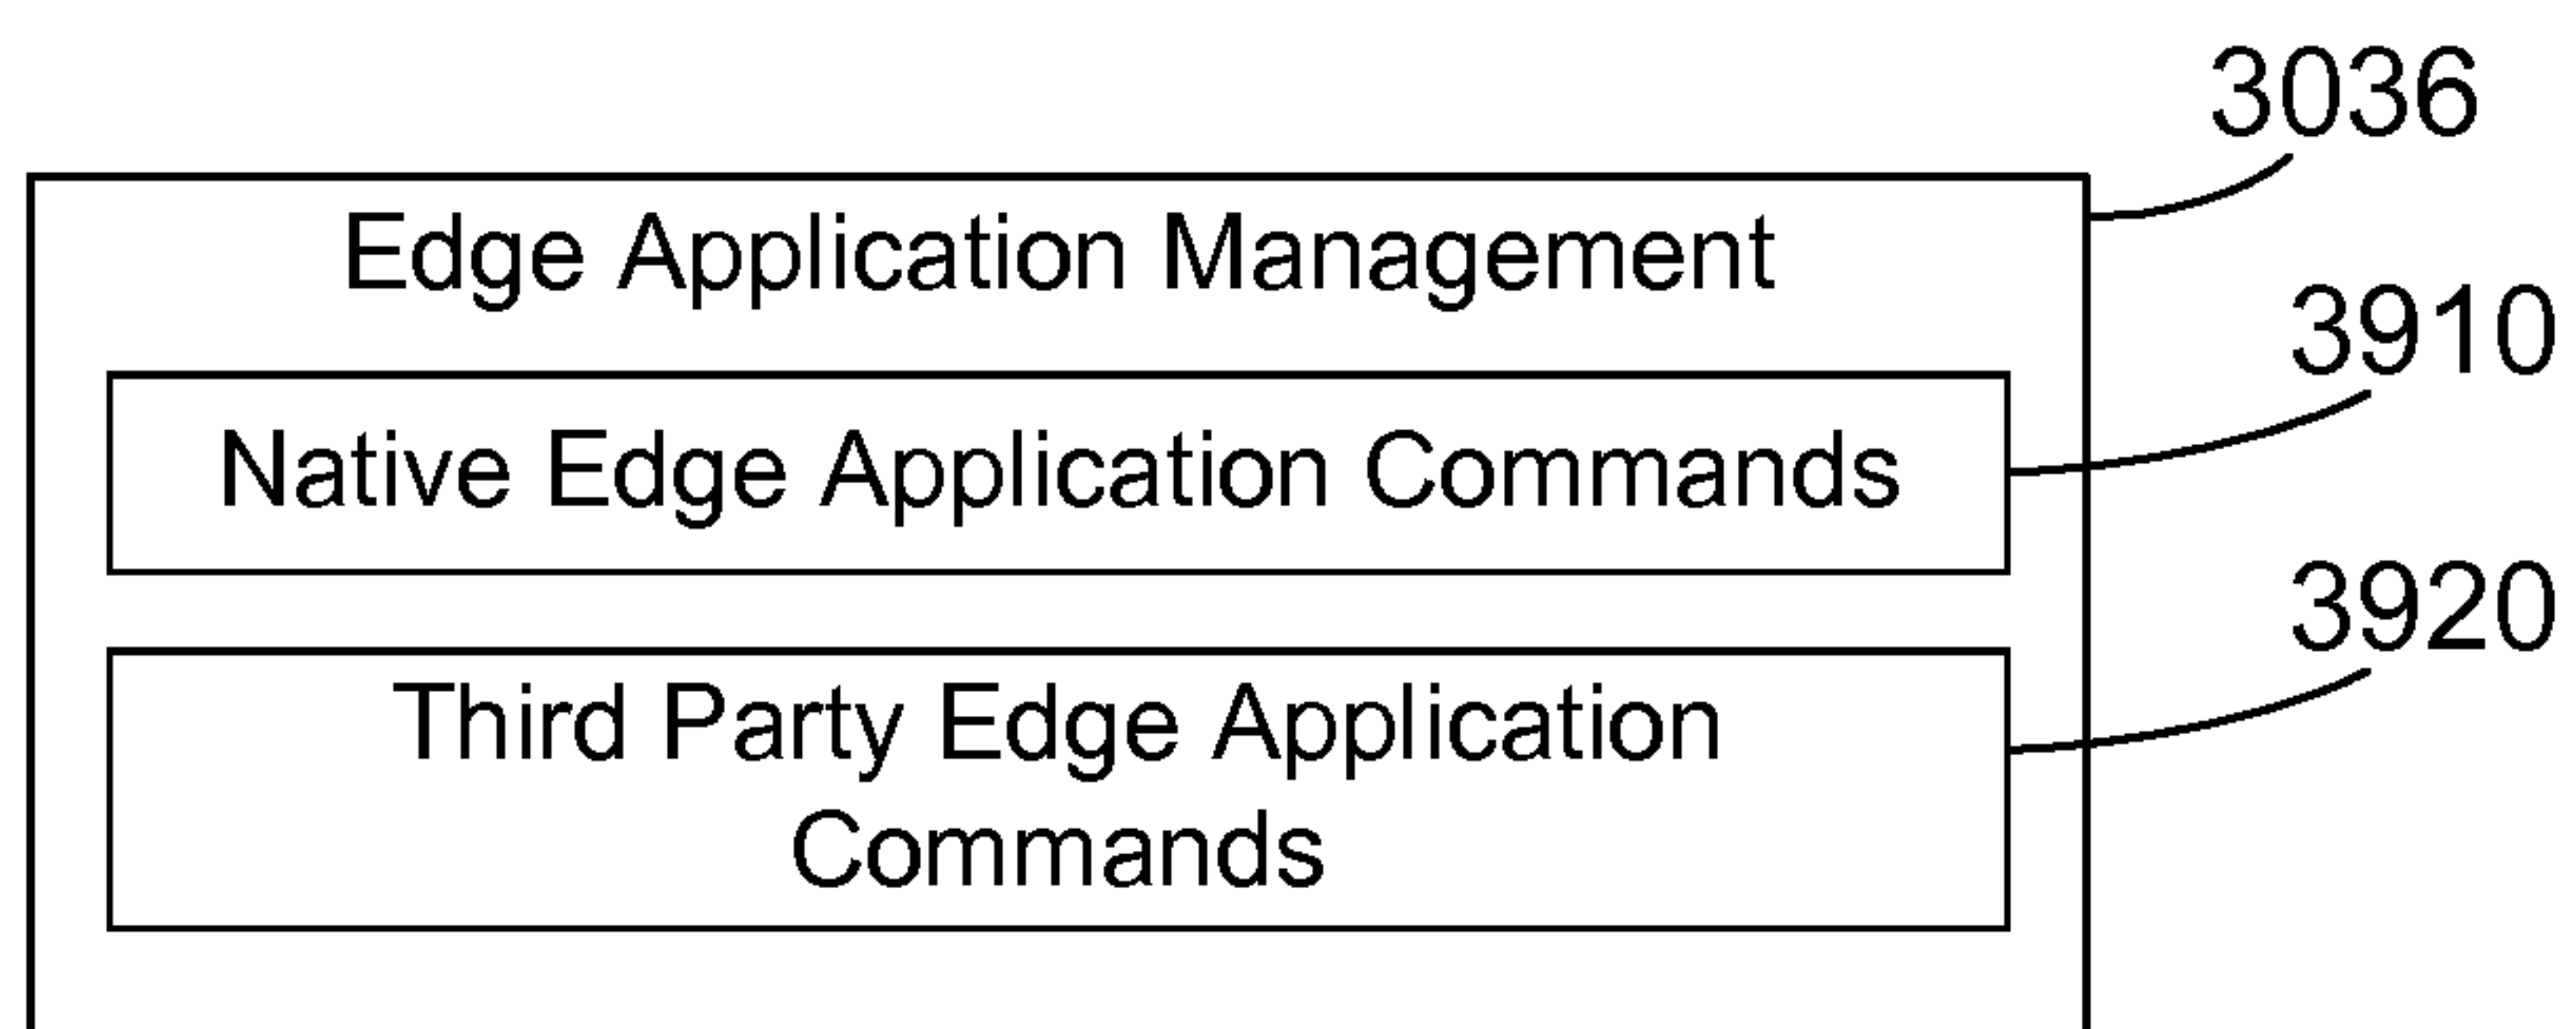 3036
Edge Application Management
3910
Native Edge Application Commands
3920
Third Party Edge Application
Commands